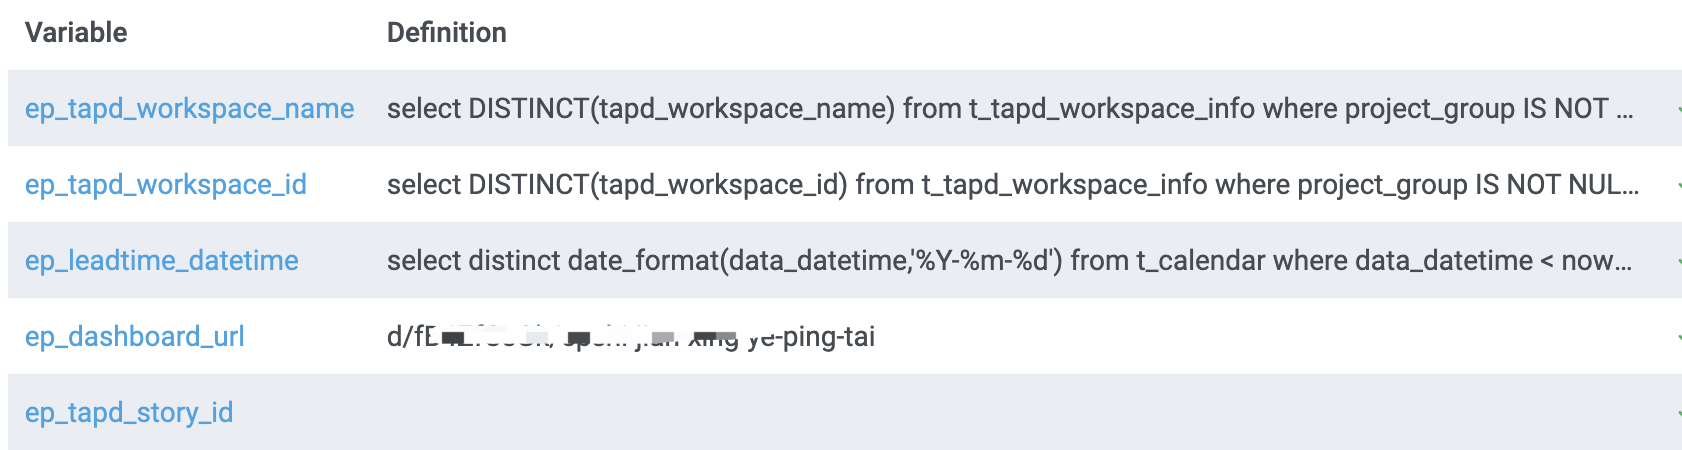 Variable Definition
ep_tapd_workspace_name select DISTINCT(tapd_workspace_name) from t_tapd_workspace_info where project_group IS NOT ...
ep_tapd_workspace_id select DISTINCT(tapd_workspace_id) from t_tapd_workspace_info where project_group IS NOT NUL...
ep_leadtime_datetime select distinct date_format(data_datetime,'%Y-%m-%d') from t_calendar where data_datetime < now...
ep_dashboard_url ye-ping-tai
ep_tapd_story_id